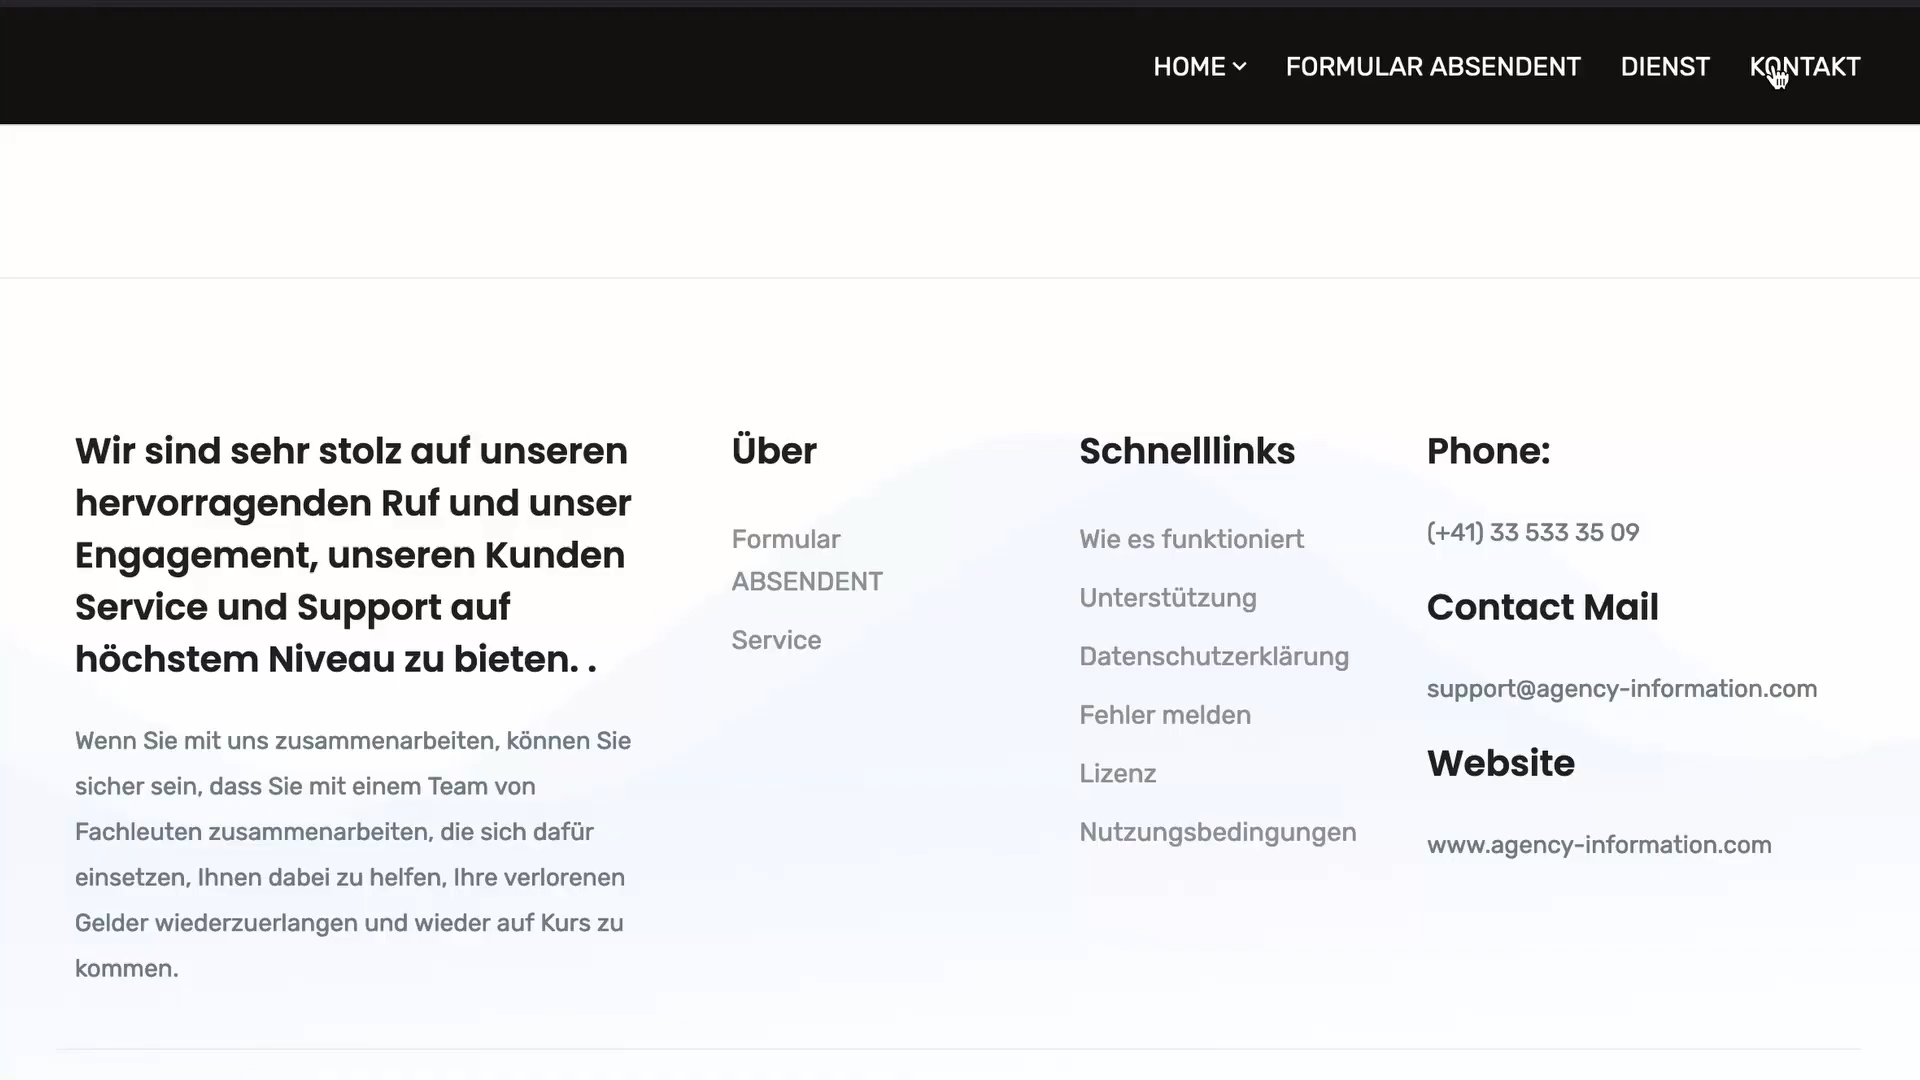 HOME FORMULAR ABSENDENT DIENST KONTAKT
Wir sind sehr stolz auf unseren
hervorragenden Ruf und unser
Engagement, unseren Kunden
Service und Support auf
höchstem Niveau zu bieten. .
Wenn Sie mit uns zusammenarbeiten, können Sie
sicher sein, dass Sie mit einem Team von
Fachleuten zusammenarbeiten, die sich dafür
einsetzen, Ihnen dabei zu helfen, Ihre verlorenen
Gelder wiederzuerlangen und wieder auf Kurs zu
kommen.
Über
Formular
ABSENDENT
Service
Schnelllinks
Wie es funktioniert
Unterstützung
Datenschutzerklärung
Fehler melden
Lizenz
Nutzungsbedingungen
Phone:
(+41) 33 533 35 09
Contact Mail
support@agency-information.com
Website
www.agency-information.com